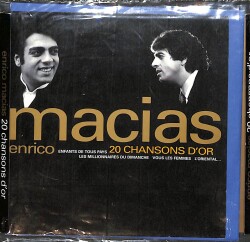 enrico macias 20 chansons d'or
macias
enrico
ENFANTS DE TOUS PAYS 20 CHANSONS D'OR
LES MILLIONNAIRES DU DIMANCHE VOUS LES FEMMES L'ORIENTAL...